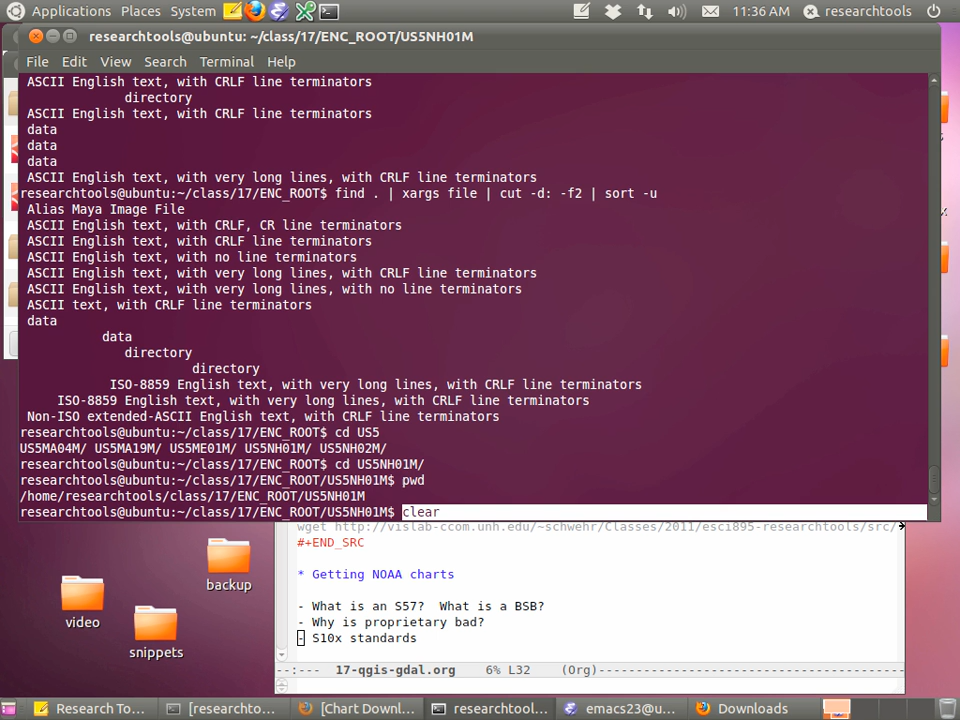 Applications Places System 11:36 AM researchtools
researchtools@ubuntu: ~/class/17/ENC_ROOT/US5NH01M
File Edit View Search Terminal Help
ASCII English text, with CRLF line terminators
directory
ASCII English text, with CRLF line terminators
data
data
data
ASCII English text, with very long lines, with CRLF line terminators
researchtools@ubuntu:~/class/17/ENC_ROOT$ find . | xargs file | cut -d: -f2 | sort -u
Alias Maya Image File
ASCII English text, with CRLF, CR line terminators
ASCII English text, with CRLF line terminators
ASCII English text, with no line terminators
ASCII English text, with very long lines, with CRLF line terminators
ASCII English text, with very long lines, with no line terminators
ASCII text, with CRLF line terminators
data
data
directory
directory
ISO-8859 English text, with very long lines, with CRLF line terminators
ISO-8859 English text, with very long lines, with CRLF line terminators
Non-ISO extended-ASCII English text, with CRLF line terminators
researchtools@ubuntu:~/class/17/ENC_ROOT$ cd US5
US5MA04M/ US5MA19M/ US5ME01M/ US5NH01M/ US5NH02M/
researchtools@ubuntu:~/class/17/ENC_ROOT$ cd US5NH01M/
researchtools@ubuntu:~/class/17/ENC_ROOT/US5NH01M$ pwd
/home/researchtools/class/17/ENC_ROOT/US5NH01M
researchtools@ubuntu:~/class/17/ENC_ROOT/US5NH01M$ clear
wget http://vislab-ccom.unh.edu/~schwehr/Classes/2011/esci895-researchtools/src/
#+END_SRC
* Getting NOAA charts
- What is an S57? What is a BSB?
- Why is proprietary bad?
- S10x standards
--:--- 17-qgis-gdal.org 6% L32 (Org)
backup
video
snippets
Research To... [researchto... [Chart Downl... researchtool... emacs23@u... Downloads